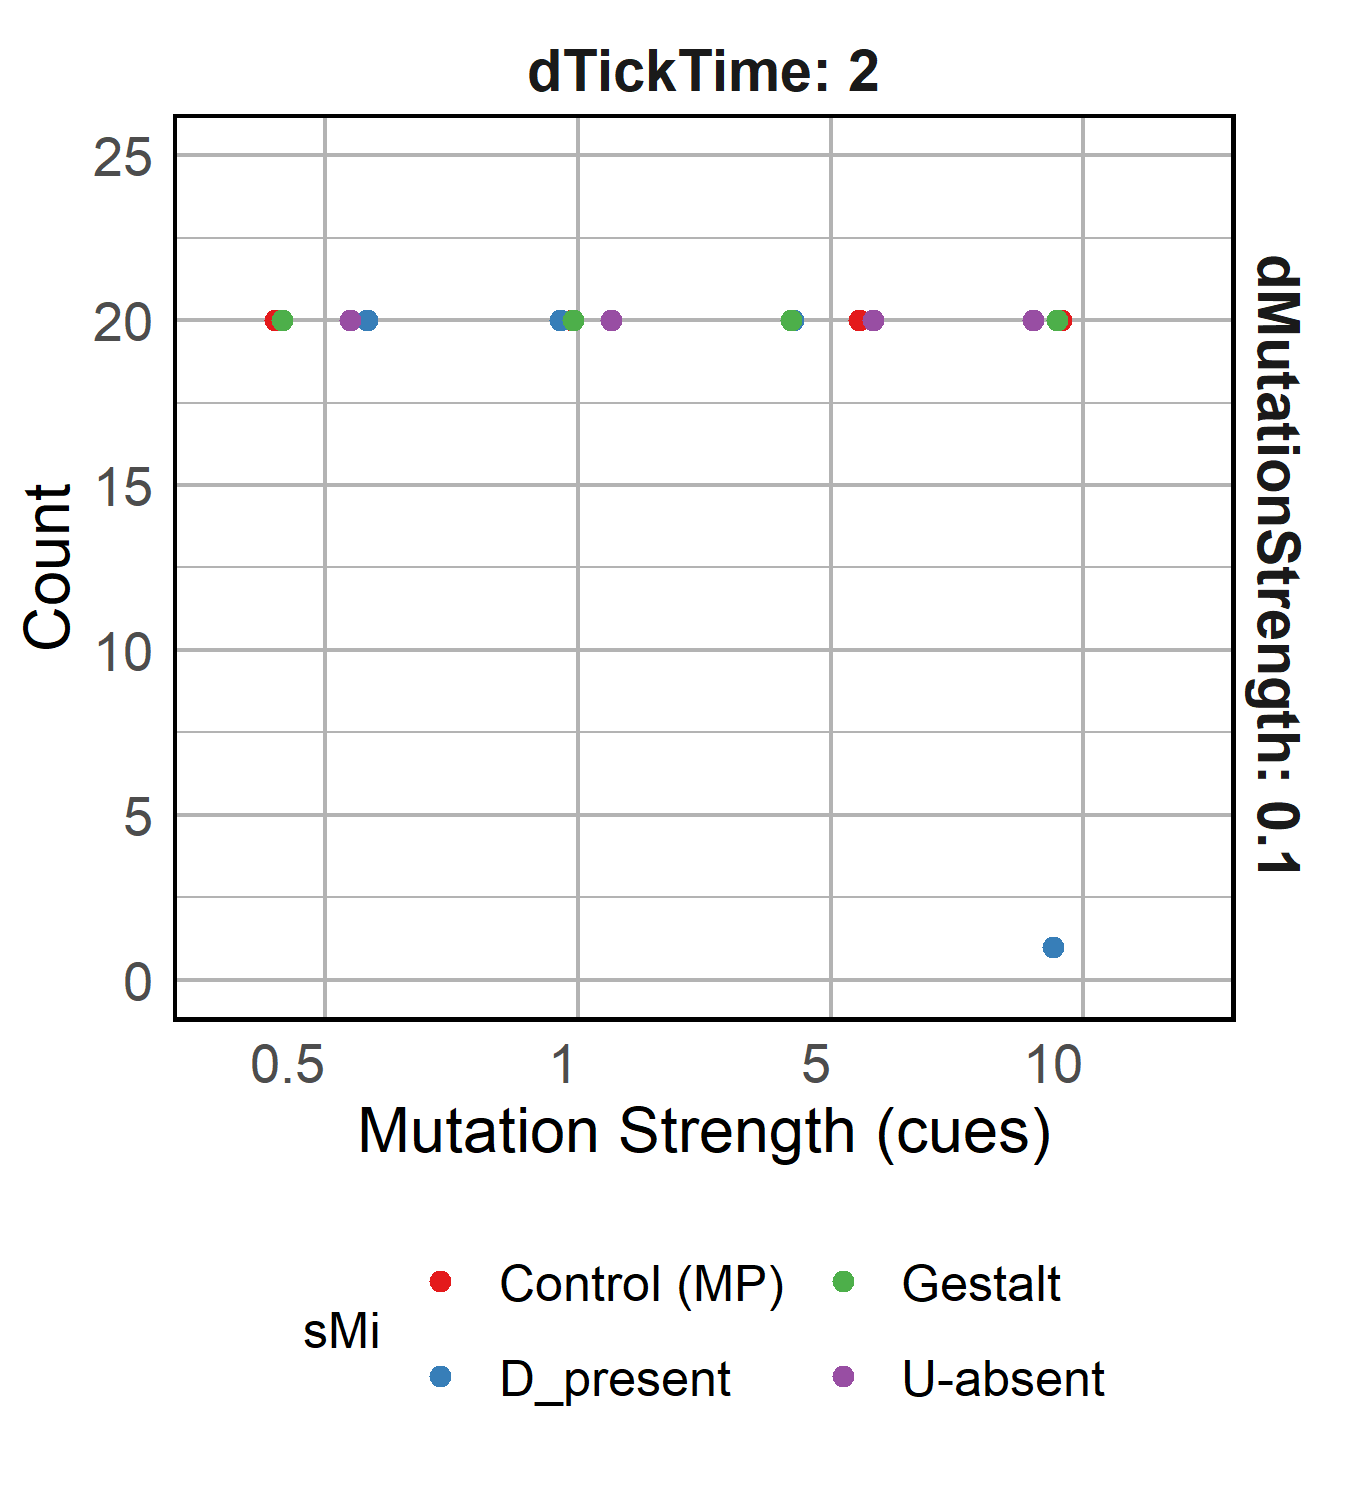 dTickTime: 2
25
20
15
10
5
0
Count
dMutationStrength: 0.1
0.5 1 5 10
Mutation Strength (cues)
sMi
Control (MP) Gestalt
D_present U-absent